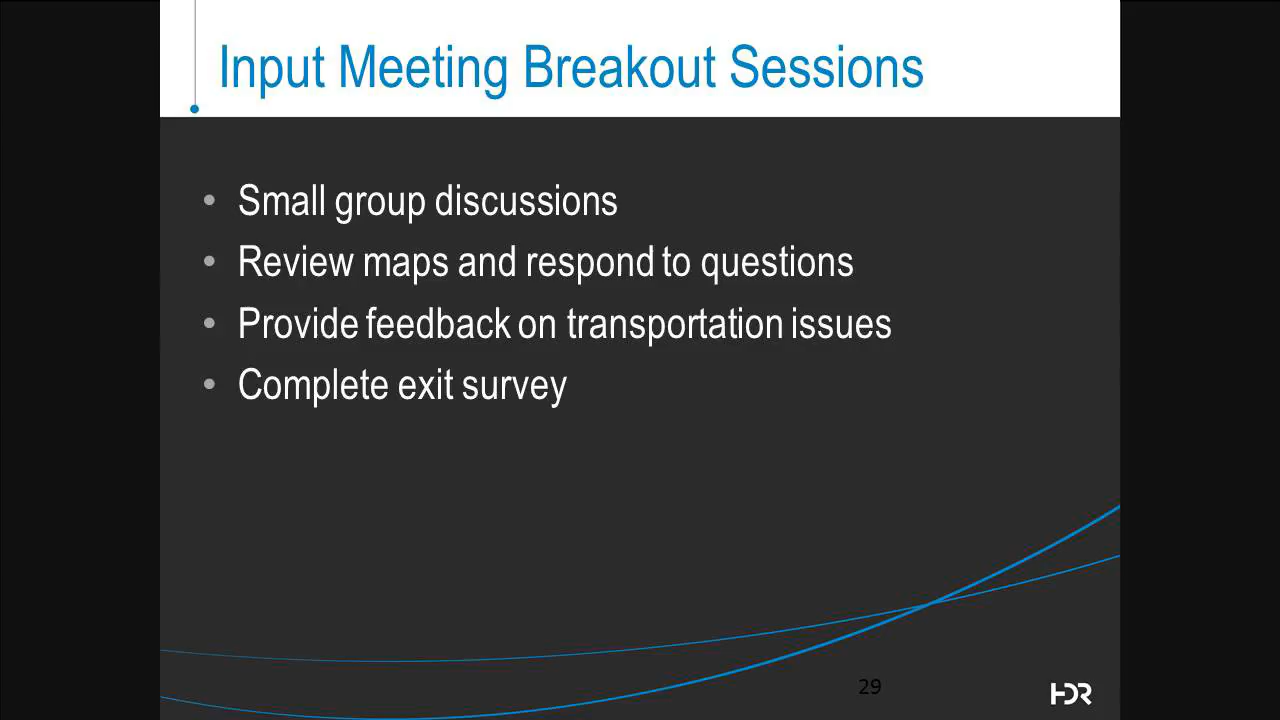 Input Meeting Breakout Sessions
• Small group discussions
• Review maps and respond to questions
• Provide feedback on transportation issues
• Complete exit survey
29
HDR